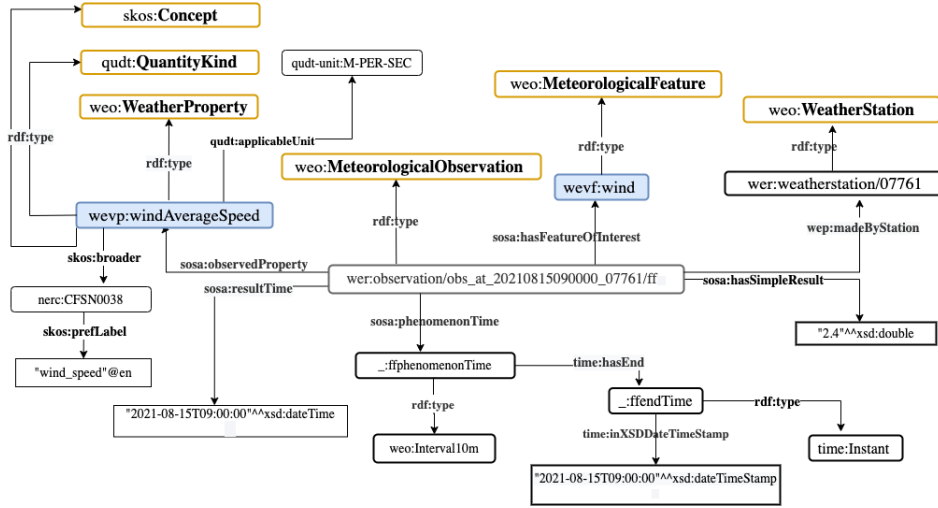 skos:Concept
qudt:QuantityKind
qudt-unit:M-PER-SEC
weo:MeteorologicalFeature
weo:WeatherProperty
weo:WeatherStation
rdf:type
qudt:applicableUnit
rdf:type
rdf:type
rdf:type
weo:MeteorologicalObservation
wevf:wind
wer:weatherstation/07761
wevp:windAverageSpeed
rdf:type
wep:madeByStation
sosa:hasFeatureOfInterest
skos:broader
sosa:observedProperty
wer:observation/obs_at_20210815090000_07761/ff
sosa:hasSimpleResult
sosa:resultTime
nerc:CFSN0038
sosa:phenomenonTime
skos:prefLabel
"2.4"^^xsd:double
_:ffphenomenonTime
time:hasEnd
"wind_speed"@en
rdf:type
_:ffendTime
rdf:type
"2021-08-15T09:00:00"^^xsd:dateTime
time:inXSDDateTimeStamp
weo:Interval10m
time:Instant
"2021-08-15T09:00:00"^^xsd:dateTimeStamp